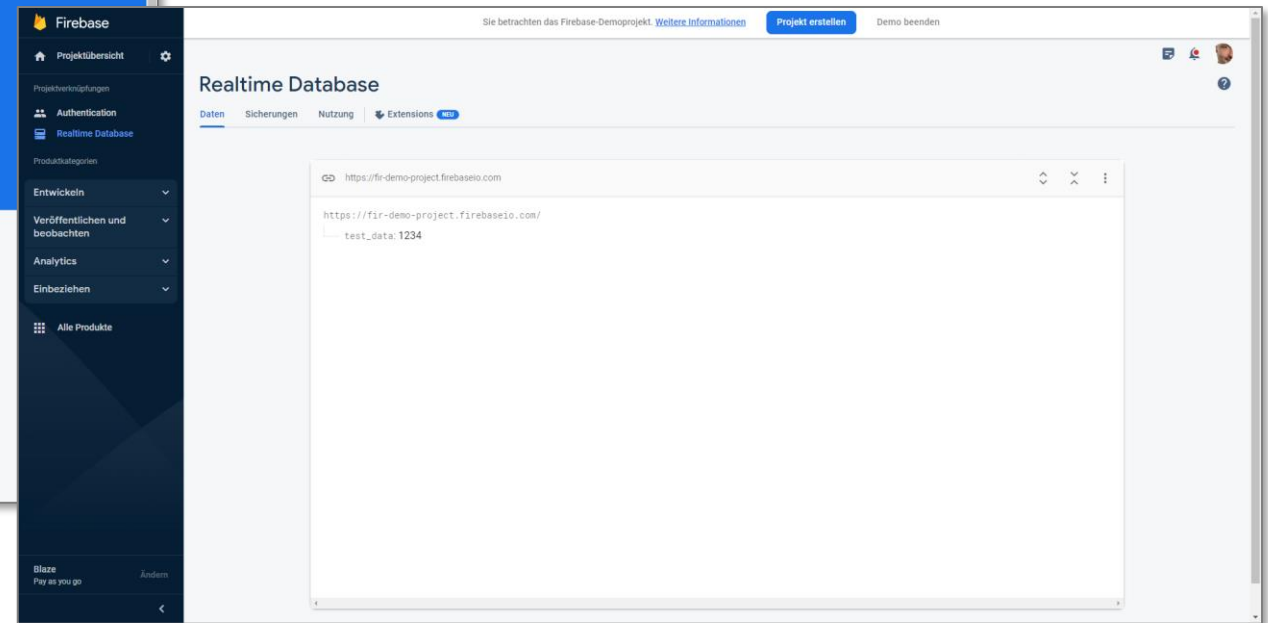 Firebase
Sie betrachten das Firebase-Demoprojekt. Weitere Informationen
Projekt erstellen
Demo beenden
Projektübersicht
Projektverknüpfungen
Authentication
Realtime Database
Produktkategorien
Entwickeln
Veröffentlichen und
beobachten
Analytics
Einbeziehen
Alle Produkte
Blaze
Pay as you go
Ändern
Realtime Database
Daten Sicherungen Nutzung Extensions NEU
https://fir-demo-project.firebaseio.com
https://fir-demo-project.firebaseio.com/
test_data: 1234